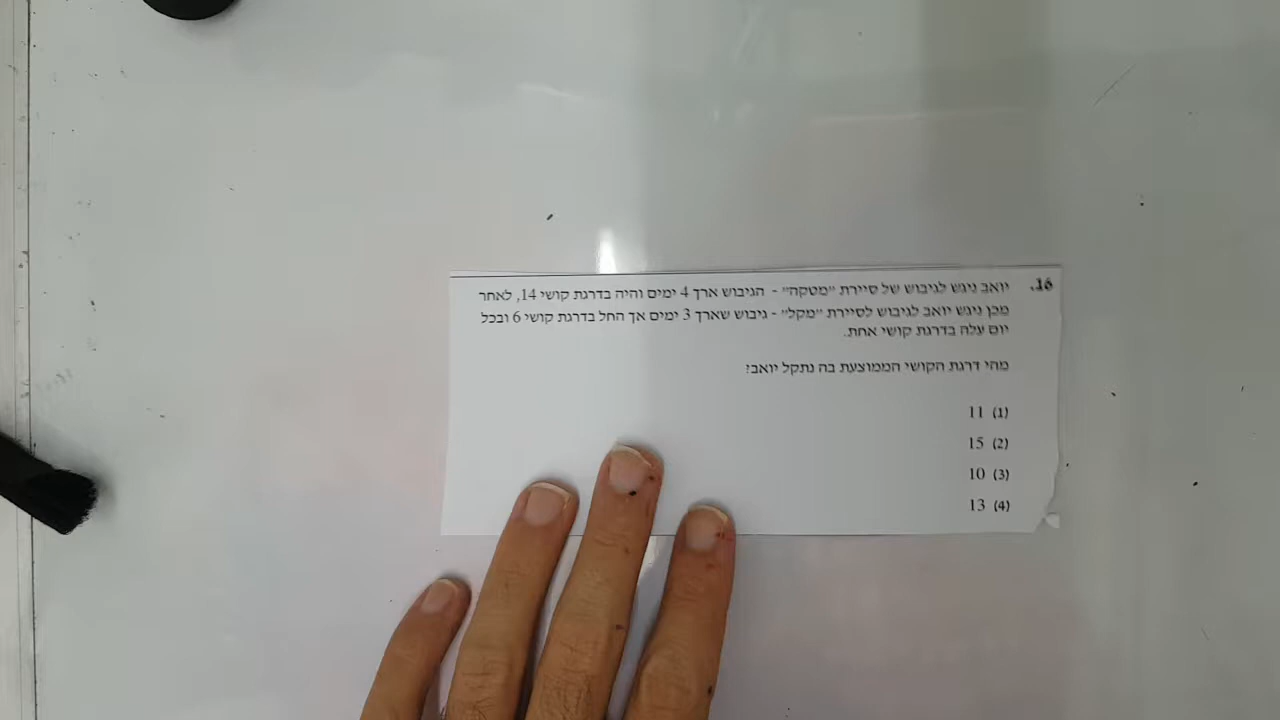 16. יואב ניגש לגיבוש של סיירת "מטקה" - הגיבוש ארך 4 ימים והיה בדרגת קושי 14, לאחר
מכן ניגש יואב לגיבוש לסיירת "מקל" - גיבוש שארך 3 ימים אך החל בדרגת קושי 6 ובכל
יום עלה בדרגת קושי אחת.
מהי דרגת הקושי הממוצעת בה נתקל יואב?
(1) 11
(2) 15
(3) 10
(4) 13